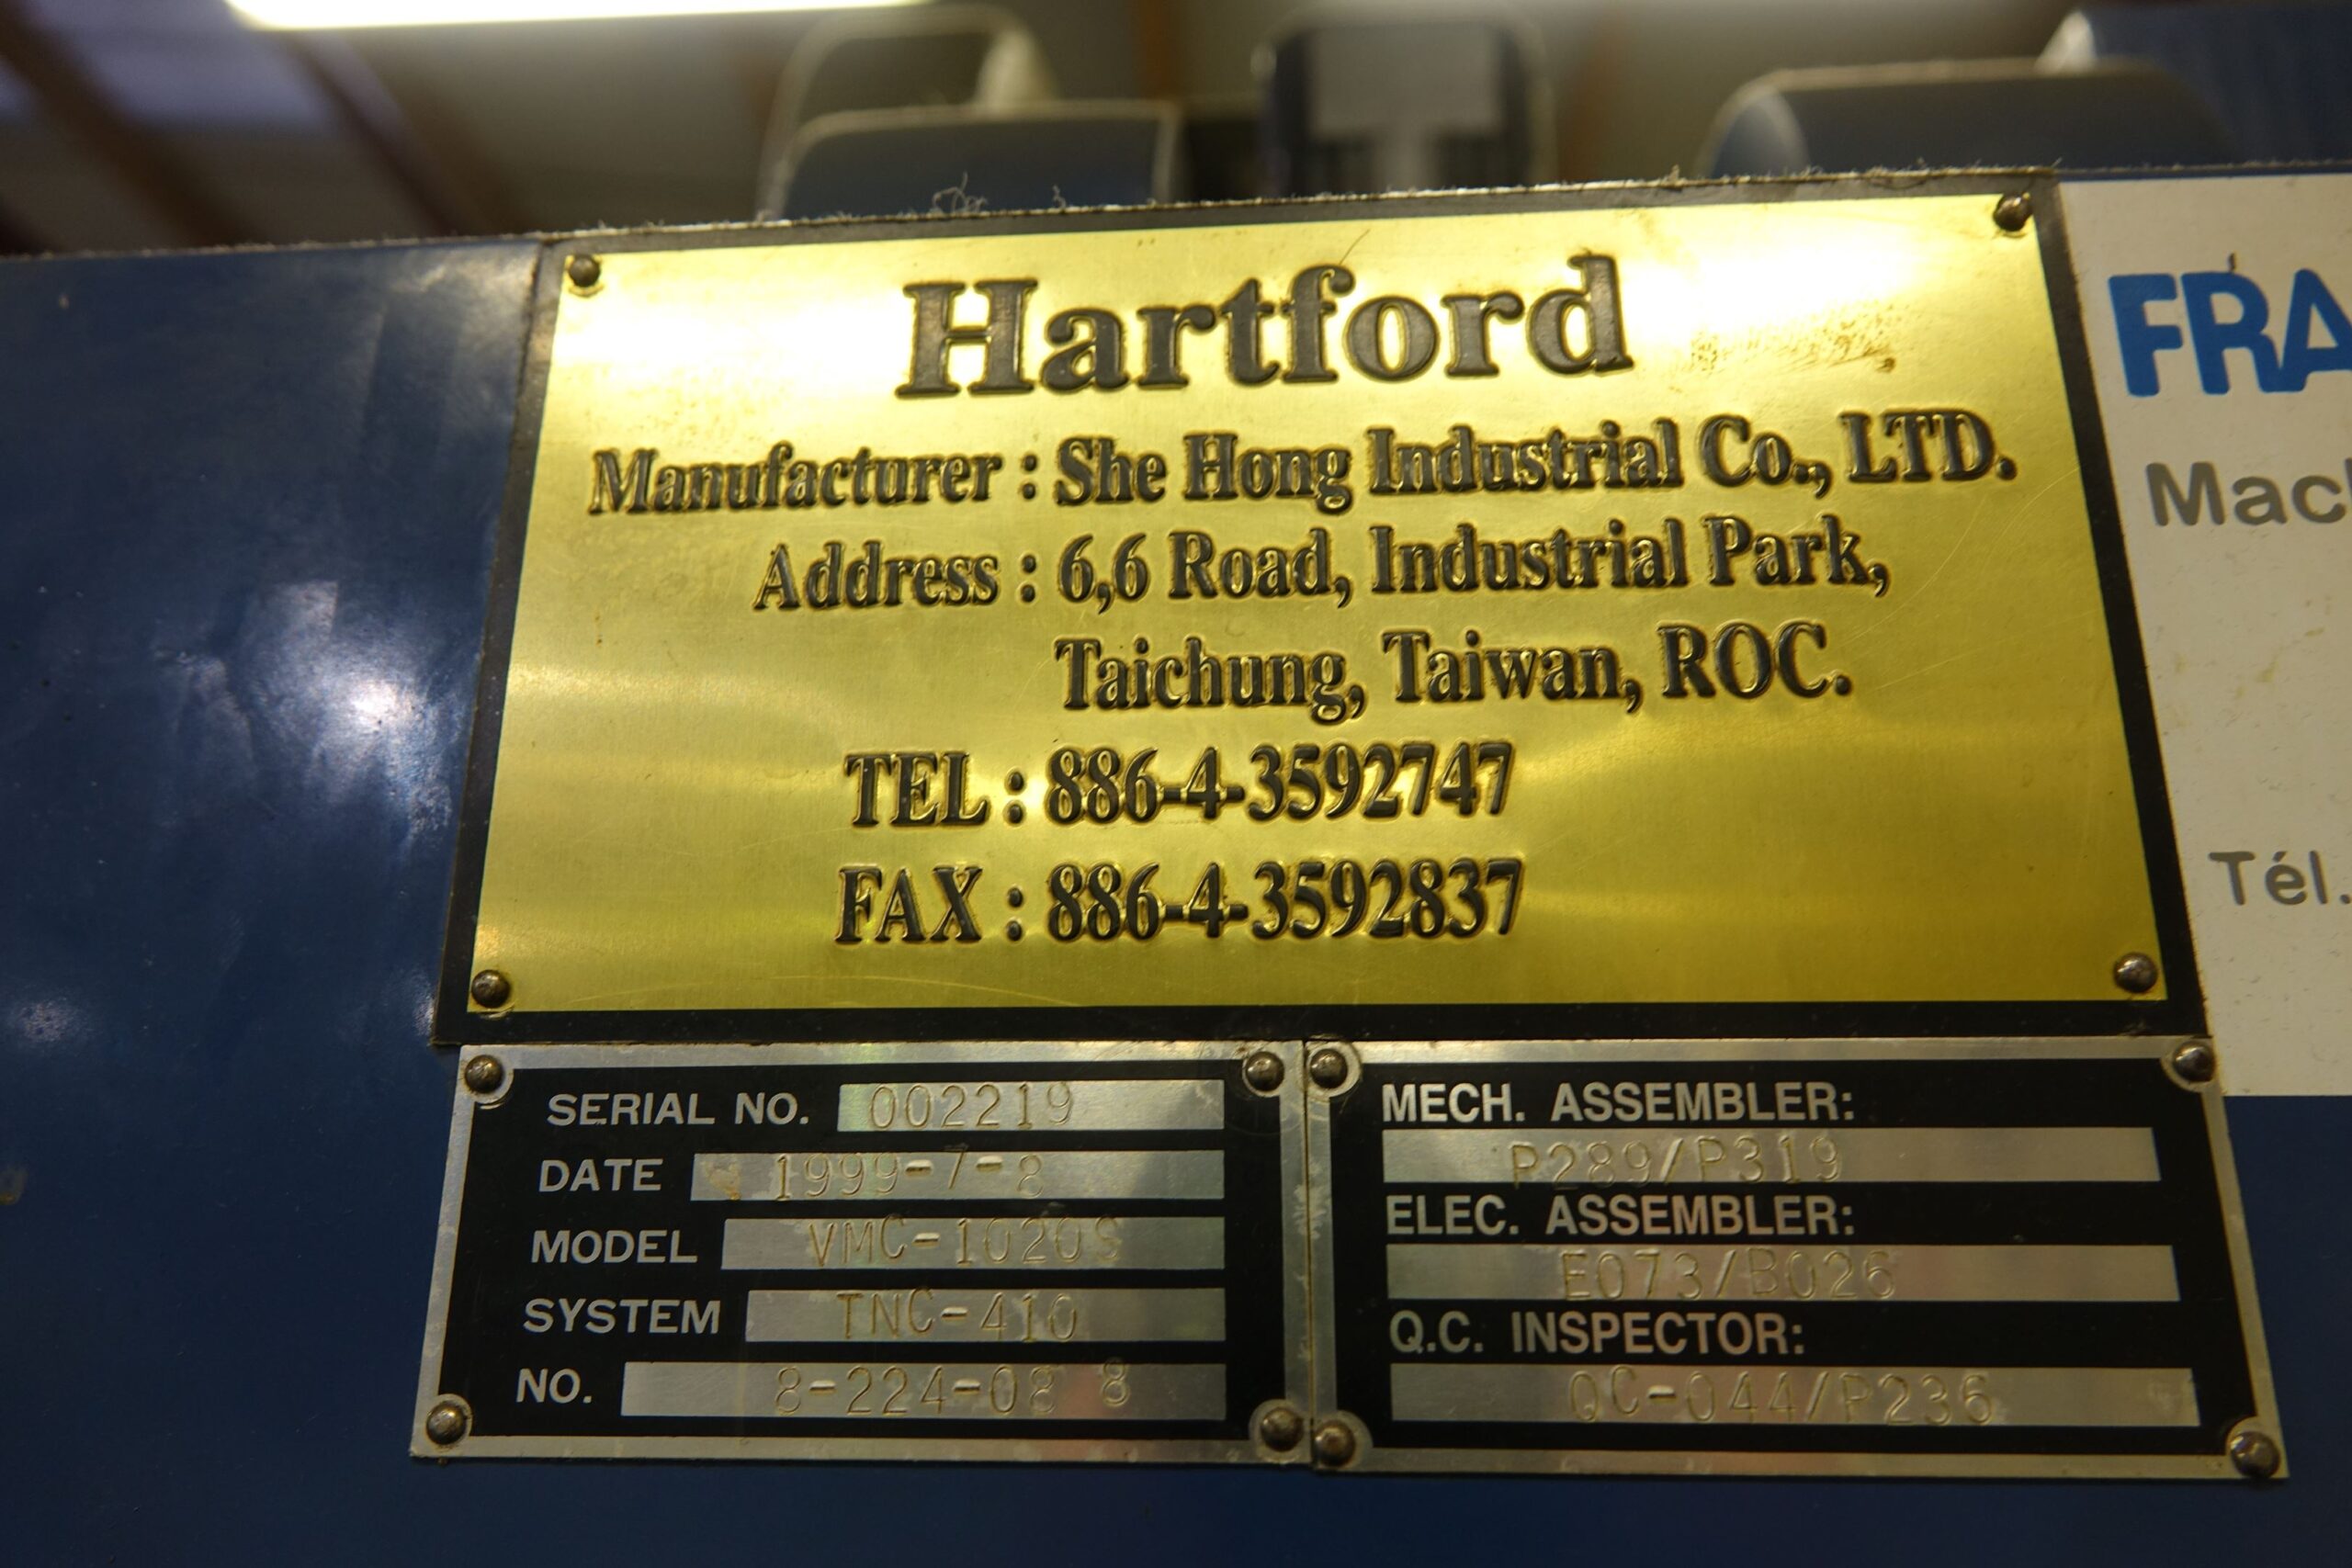 Hartford
Manufacturer : She Hong Industrial Co., LTD.
Address : 6,6 Road, Industrial Park,
Taichung, Taiwan, ROC.
TEL : 886-4-3592747
FAX : 886-4-3592837
SERIAL NO. 002219
DATE 1999-7-8
MODEL VMC-1020S
SYSTEM TNC-410
NO. 8-224-08 8
MECH. ASSEMBLER:
P289/P319
ELEC. ASSEMBLER:
E073/B026
Q.C. INSPECTOR:
QC-044/P236
FRA
Mach
Tél.